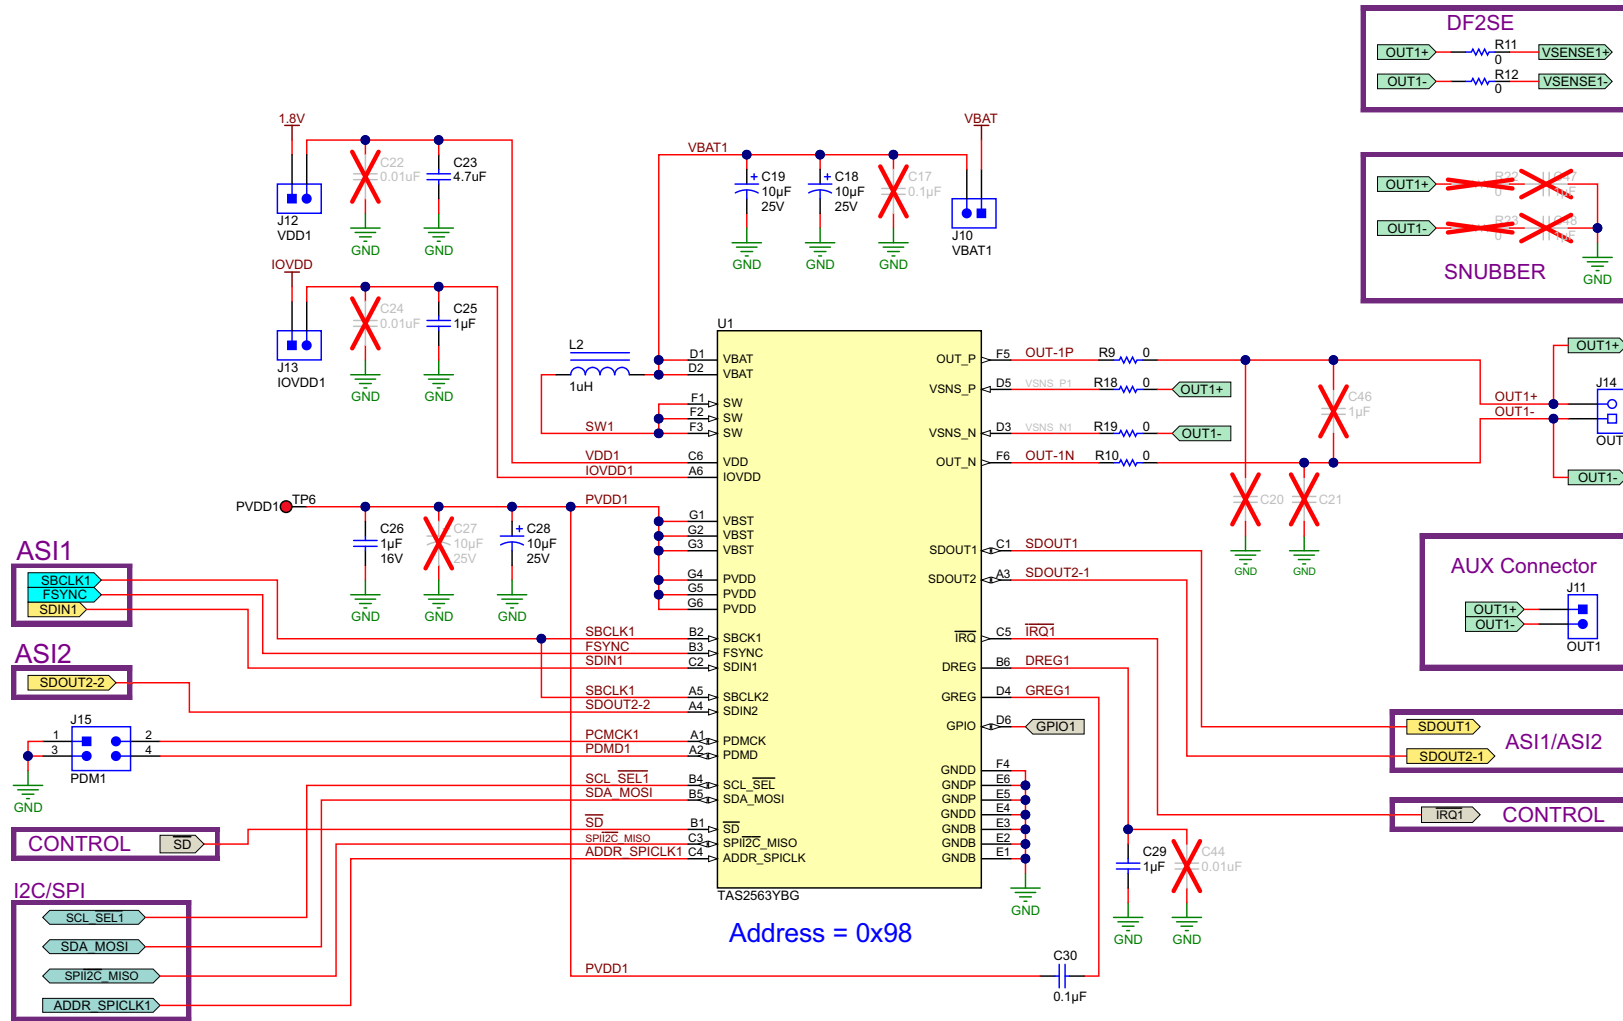 DF2SE
OUT1+ R11 0 VSENSE1+
OUT1- R12 0 VSENSE1-
1.8V
C22 0.01uF
C23 4.7uF
J12 VDD1
GND GND
VBAT
VBAT1
C19 10µF 25V
C18 10µF 25V
C17 0.1µF
J10 VBAT1
GND GND GND
OUT1+
OUT1-
GND
SNUBBER
IOVDD
C24 0.01uF
C25 1µF
J13 IOVDD1
GND GND
U1
L2
1uH
D1 VBAT
D2 VBAT
F1 SW
F2 SW
SW1 F3 SW
VDD1 C6 VDD
IOVDD1 A6 IOVDD
PVDD1 TP6 PVDD1
C26 1µF 16V
C27 10µF 25V
C28 10µF 25V
GND GND GND
G1 VBST
G2 VBST
G3 VBST
G4 PVDD
G5 PVDD
G6 PVDD
OUT_P F5 OUT-1P R9 0
VSNS_P D5 VSNS_P1 R18 0 OUT1+
VSNS_N D3 VSNS_N1 R19 0 OUT1-
OUT_N F6 OUT-1N R10 0
C46 1µF
C20 C21
GND GND
OUT1+
OUT1-
OUT1+
J14
OUT
OUT1-
ASI1
SBCLK1
FSYNC
SDIN1
SBCLK1 B2 SBCK1
FSYNC B3 FSYNC
SDIN1 C2 SDIN1
ASI2
SDOUT2-2
SBCLK1 A5 SBCLK2
SDOUT2-2 A4 SDIN2
J15
1 2
3 4
PDM1
GND
PCMCK1 A1 PDMCK
PDMD1 A2 PDMD
SCL_SEL1 B4 SCL_SEL
SDA_MOSI B5 SDA_MOSI
CONTROL SD
SD B1 SD
SPII2C_MISO C3 SPII2C_MISO
ADDR_SPICLK1 C4 ADDR_SPICLK
I2C/SPI
SCL_SEL1
SDA_MOSI
SPII2C_MISO
ADDR_SPICLK1
SDOUT1 C1 SDOUT1
SDOUT2 A3 SDOUT2-1
IRQ C5 IRQ1
DREG B6 DREG1
GREG D4 GREG1
GPIO D6 GPIO1
GNDD F4
GNDP E6
GNDP E5
GNDD E4
GNDB E3
GNDB E2
GNDB E1
GND
TAS2563YBG
Address = 0x98
C29 1µF
C44 0.01uF
GND GND
PVDD1
C30
0.1µF
AUX Connector
J11
OUT1+
OUT1-
OUT1
SDOUT1
SDOUT2-1
ASI1/ASI2
IRQ1 CONTROL